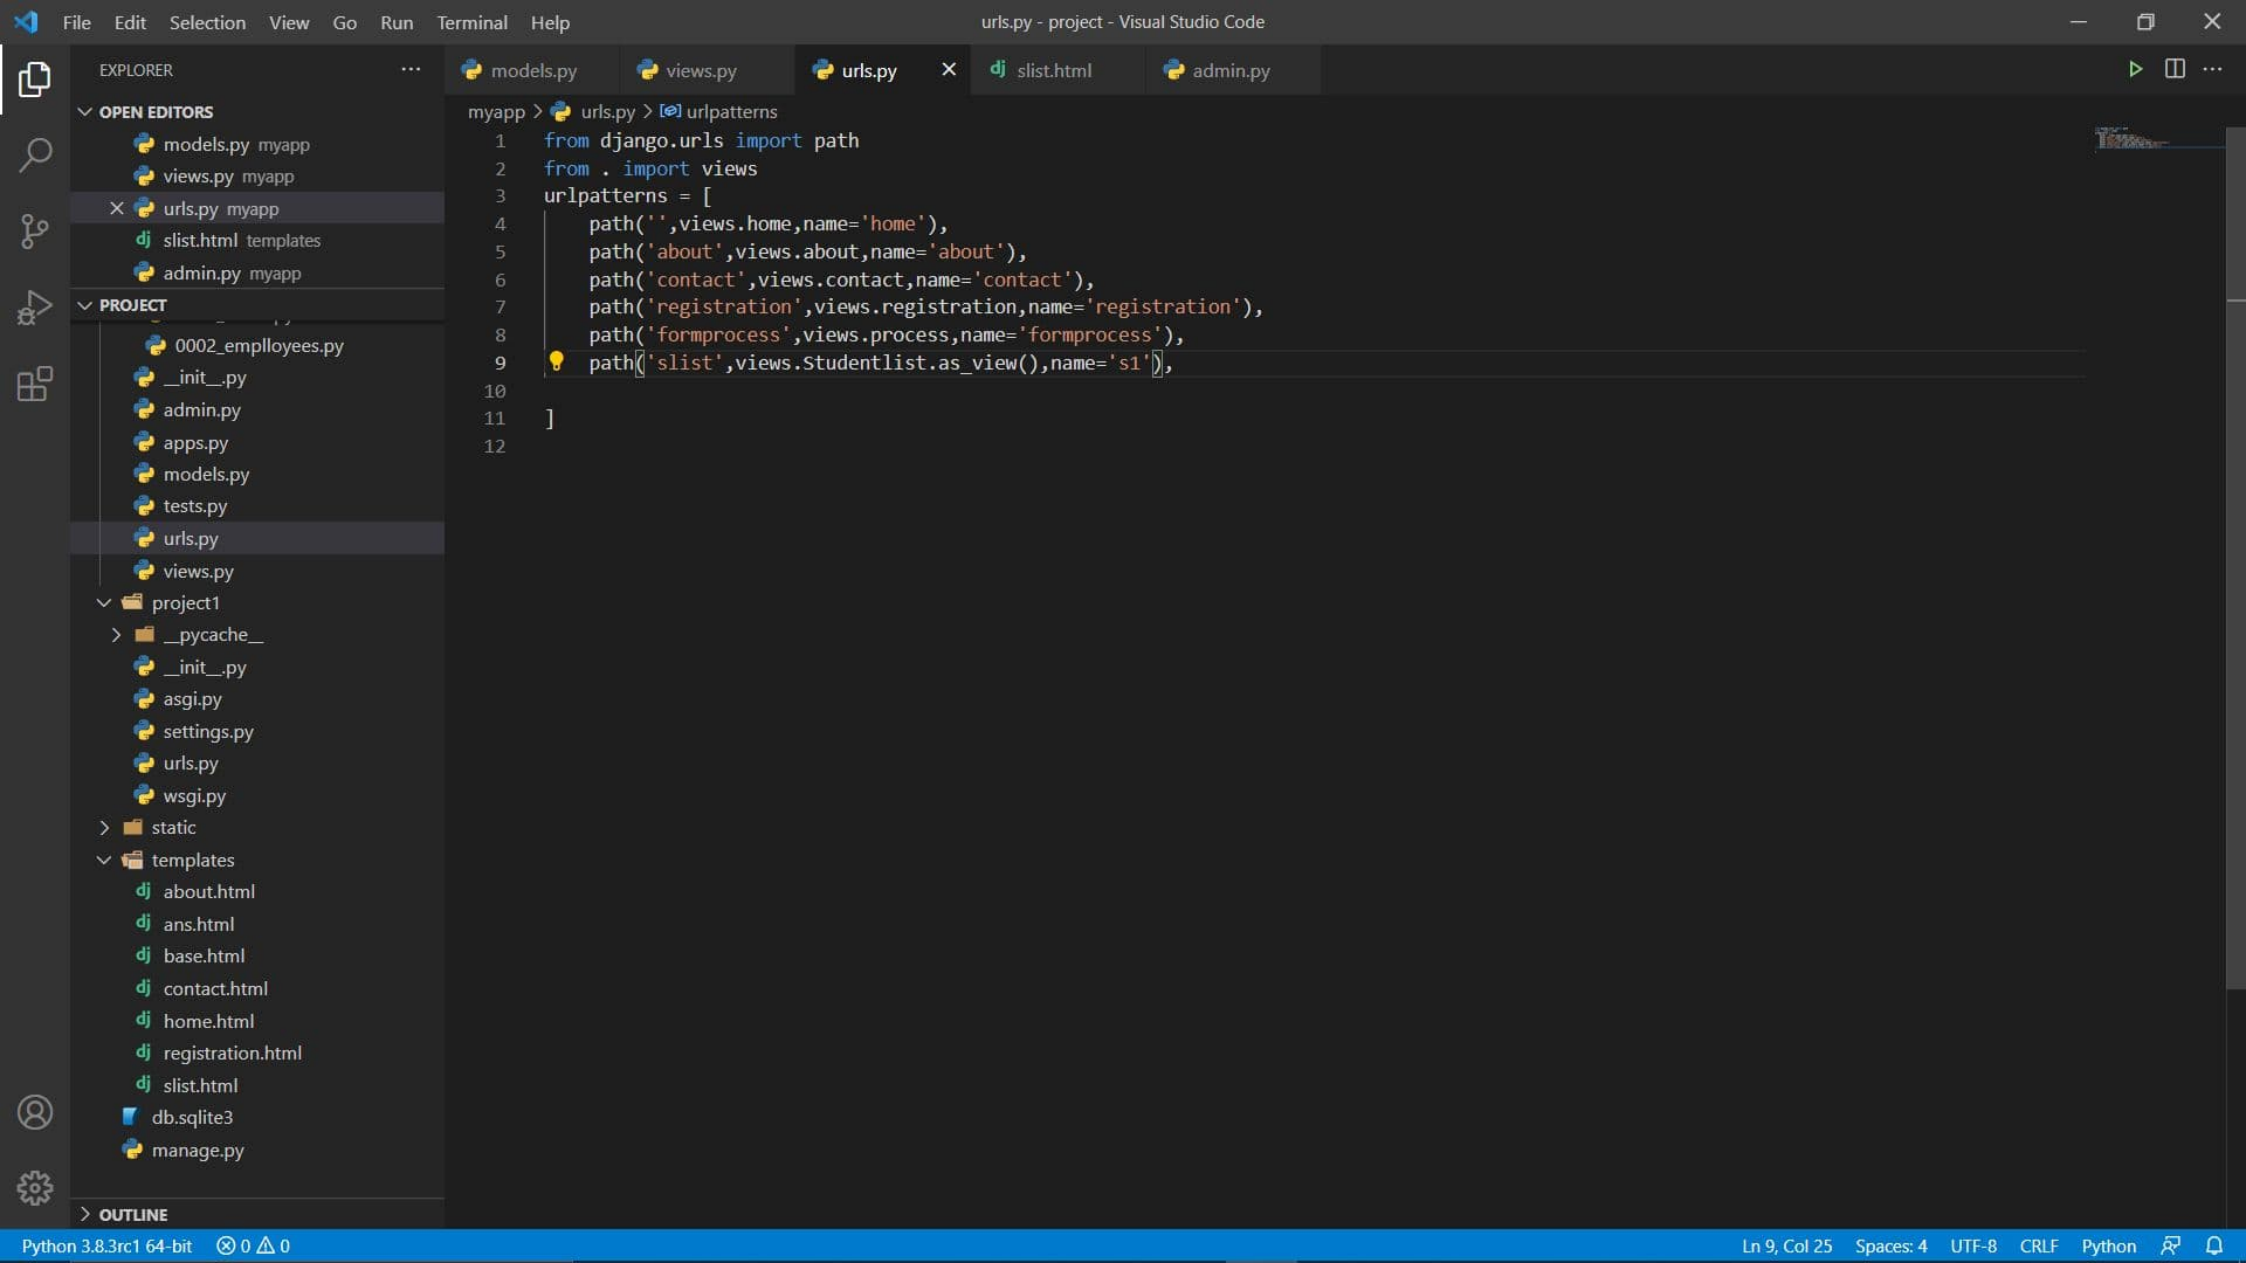 File Edit Selection View Go Run Terminal Help
urls.py - project - Visual Studio Code
EXPLORER
OPEN EDITORS
models.py myapp
views.py myapp
urls.py myapp
slist.html templates
admin.py myapp
PROJECT
0002_emplloyees.py
__init__.py
admin.py
apps.py
models.py
tests.py
urls.py
views.py
project1
__pycache__
__init__.py
asgi.py
settings.py
urls.py
wsgi.py
static
templates
about.html
ans.html
base.html
contact.html
home.html
registration.html
slist.html
db.sqlite3
manage.py
OUTLINE
models.py views.py urls.py slist.html admin.py
myapp > urls.py > urlpatterns
1 from django.urls import path
2 from . import views
3 urlpatterns = [
4 path('',views.home,name='home'),
5 path('about',views.about,name='about'),
6 path('contact',views.contact,name='contact'),
7 path('registration',views.registration,name='registration'),
8 path('formprocess',views.process,name='formprocess'),
9 path('slist',views.Studentlist.as_view(),name='s1'),
10
11 ]
12
Python 3.8.3rc1 64-bit 0 0
Ln 9, Col 25 Spaces: 4 UTF-8 CRLF Python